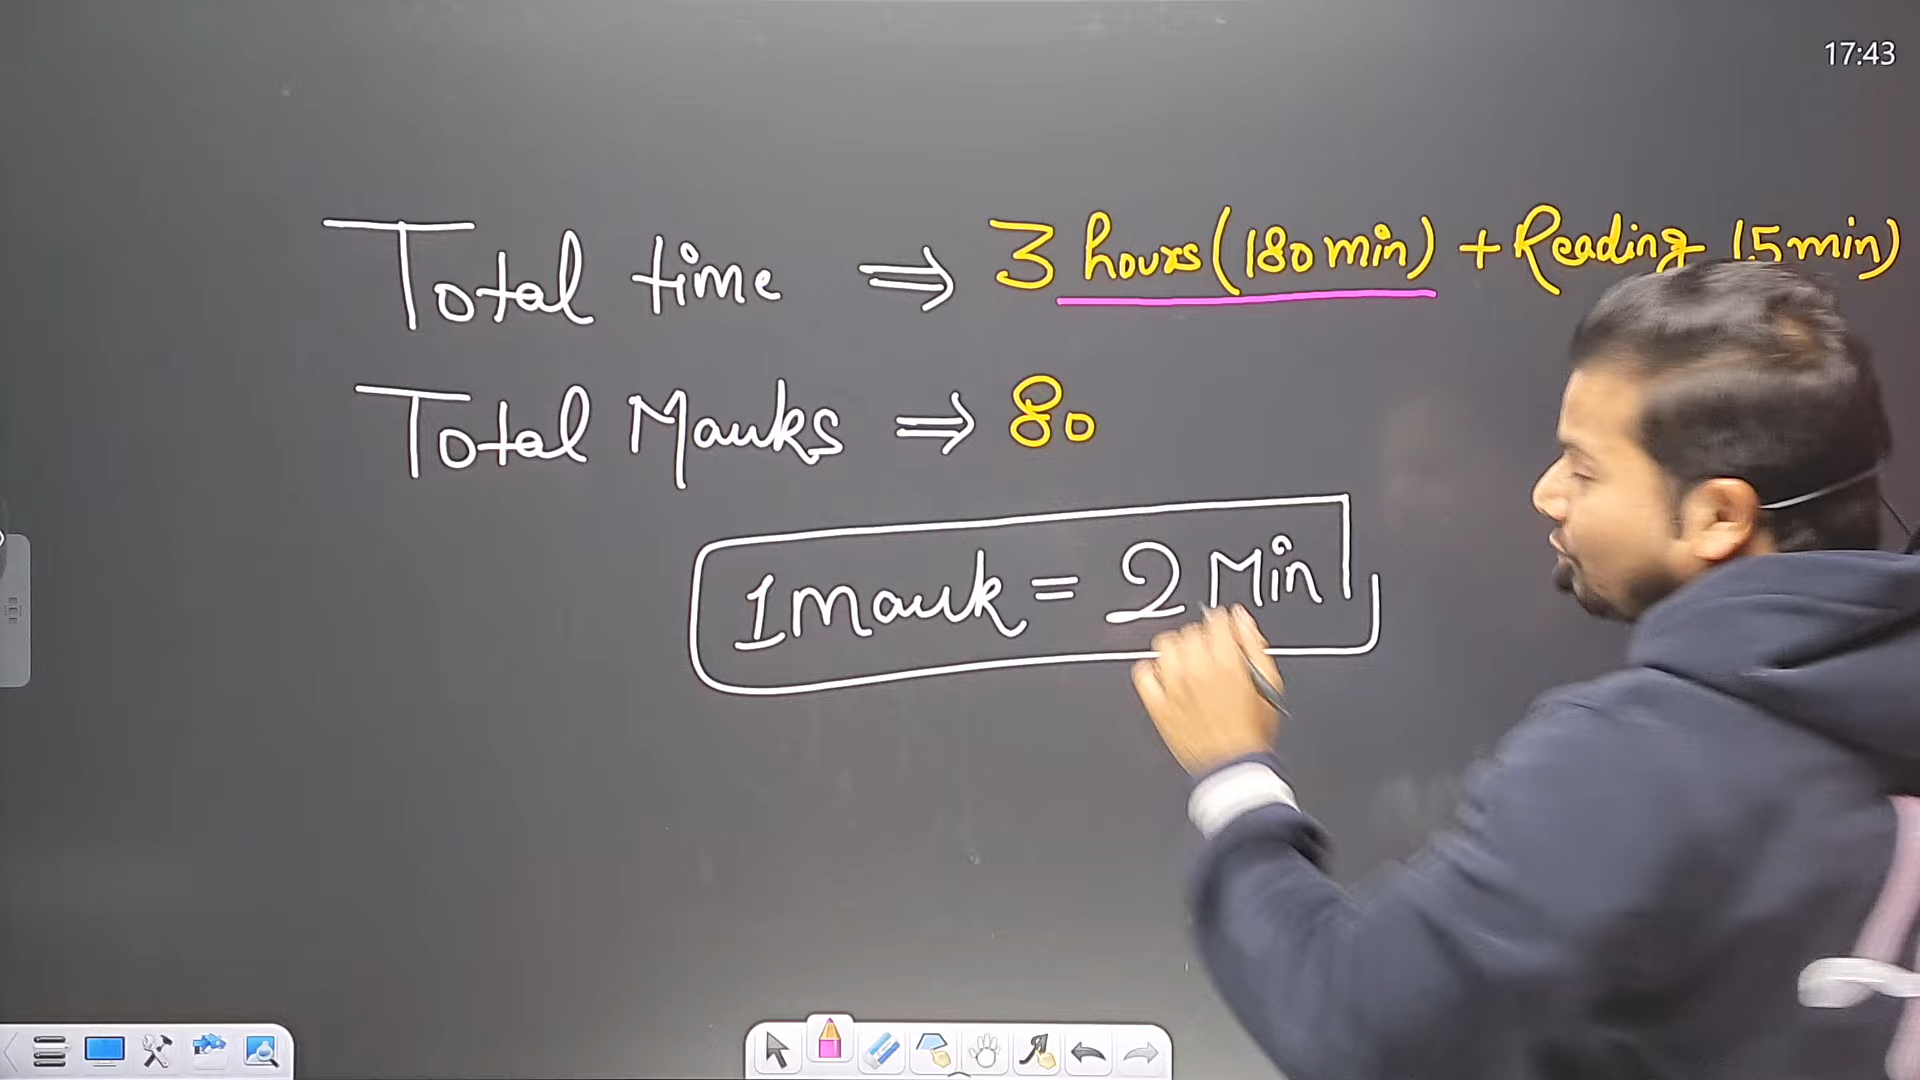 17:43
Total time ⇒ 3 hours (180 min) + Reading 15 min)
Total Marks ⇒ 80
1 mark = 2 Min